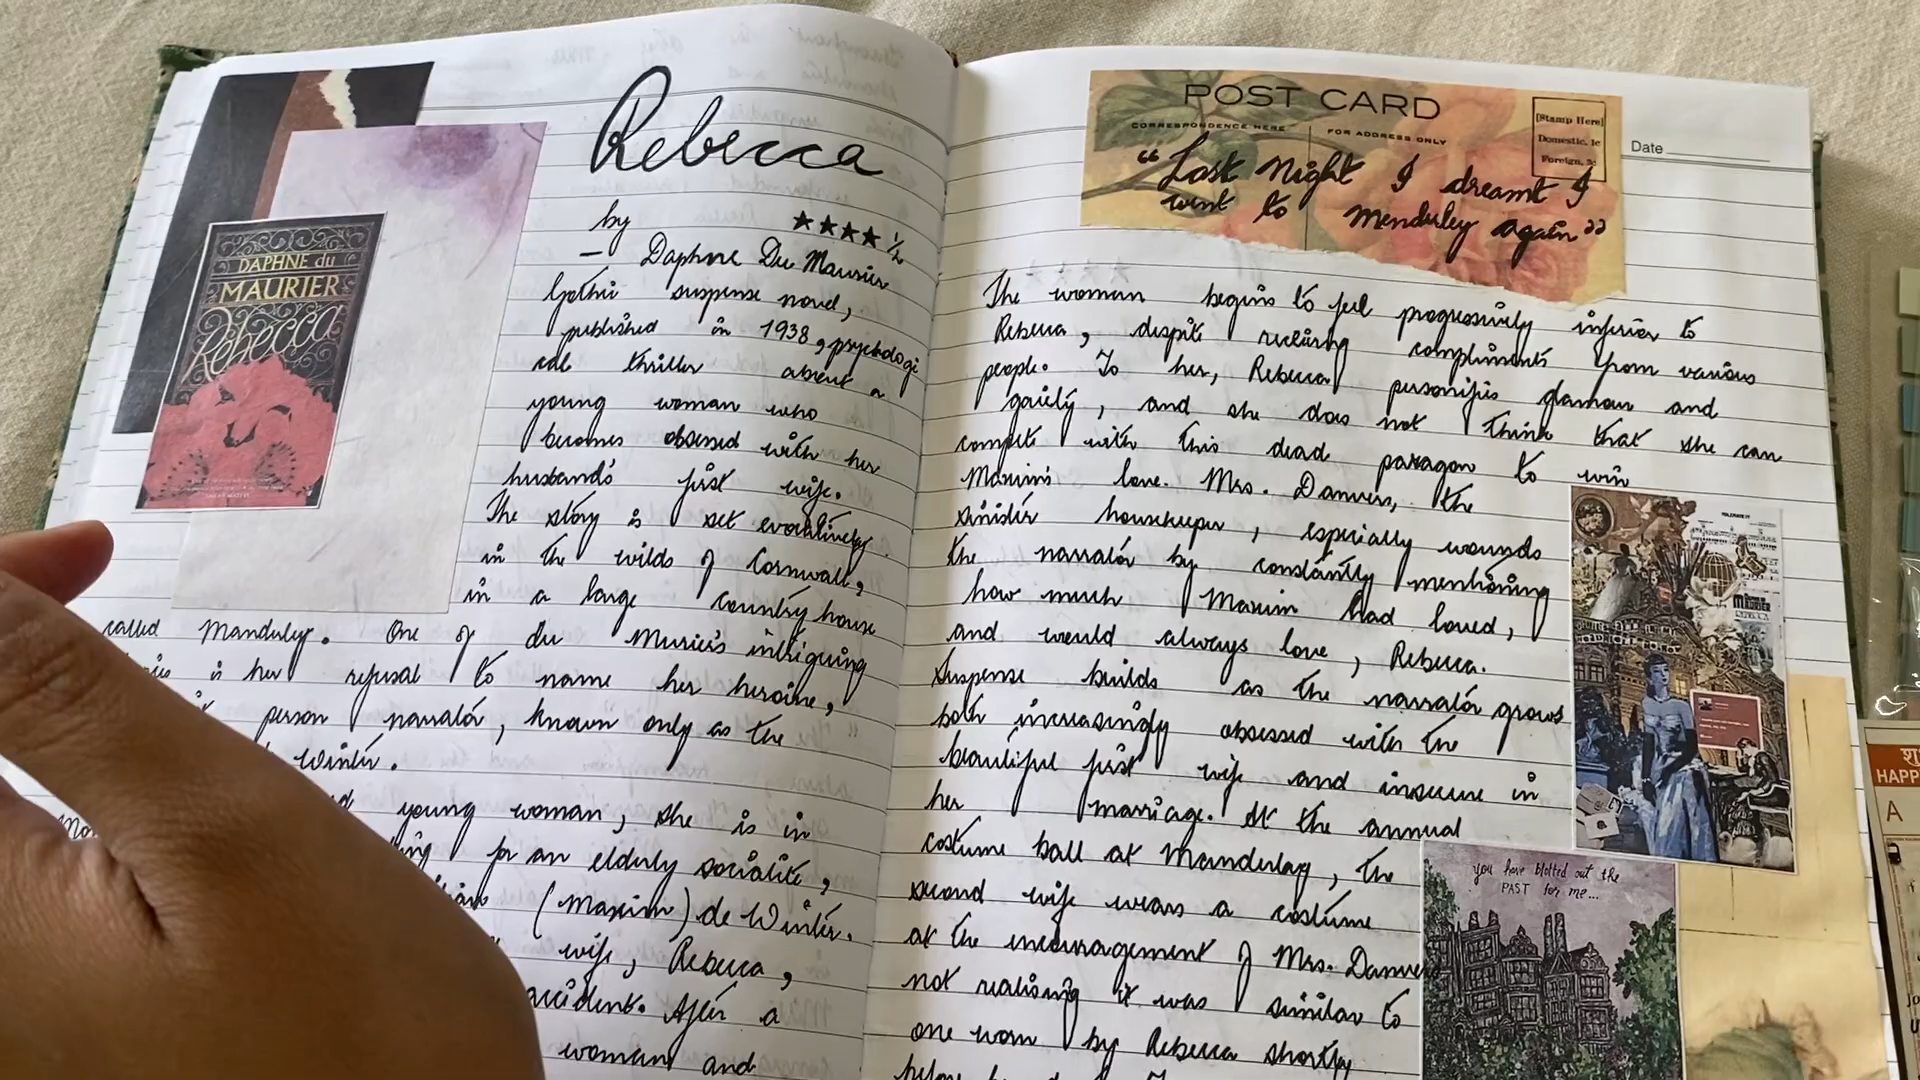 Rebecca
by ★★★★ 1/2
— Daphne Du Maurier
Gothic suspense novel,
published in 1938, psychologi
cal thriller about a
young woman who
becomes obsessed with her
husband's first wife.
The story is set evocatively
in the wilds of Cornwall,
in a large country house
called Manduley. One of du Muries's intriguing
is her refusal to name her heroine,
person narrator, known only as the
Winter.
young woman, she is in
for an elderly socialite,
(Maxim) de Winter.
wife, Rebecca,
accident. After a
woman and
DAPHNE du
MAURIER
Rebecca
POST CARD
CORRESPONDENCE HERE
FOR ADDRESS ONLY
[Stamp Here]
Domestic, 1c
Foreign, 2c
Date
"Last Night I dreamt I
went to Menduley again"
The woman begins to feel progressively inferior to
Rebecca, despite recieving compliments from various
people. To her, Rebecca personifies glamour and
gaiety, and she does not think that she can
compete with this dead paragon to win
Maxim's love. Mrs. Danvers, the
sinister housekeeper, especially wounds
the narrator by constantly mentioning
how much Maxim had loved,
and would always love, Rebecca.
Suspense builds as the narrator grows
both increasingly obsessed with the
beautiful first wife and insecure in
her marriage. At the annual
costume ball at Manderlay, the
second wife wears a costume
at the encouragement of Mrs. Danvers
not realising it was similar to
one worn by Rebecca shortly
you have blotted out the
PAST for me...
HAPP
A